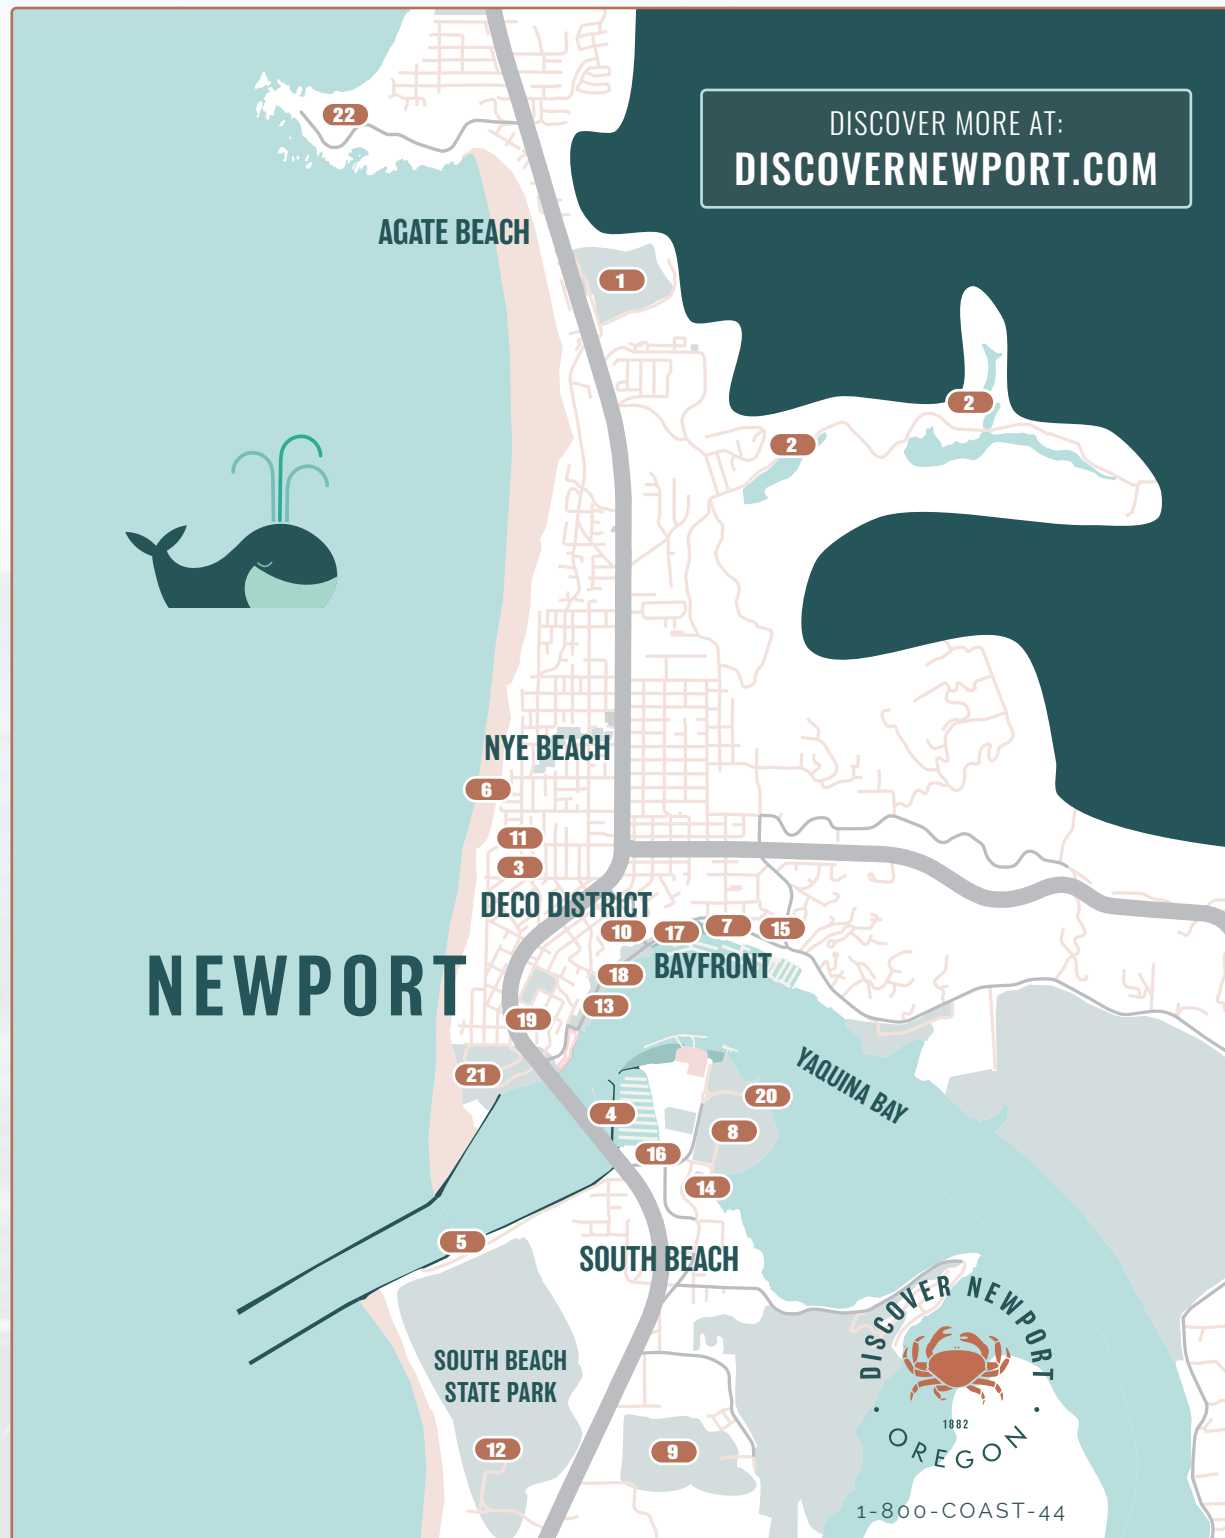 22
DISCOVER MORE AT:
DISCOVERNEWPORT.COM
AGATE BEACH
1
2
2
NYE BEACH
6
11
3
DECO DISTRICT
10
17
7
15
BAYFRONT
18
NEWPORT
13
19
YAQUINA BAY
21
20
4
8
16
14
5
SOUTH BEACH
DISCOVER NEWPORT
SOUTH BEACH
STATE PARK
1882
• OREGON •
12
9
1-800-COAST-44